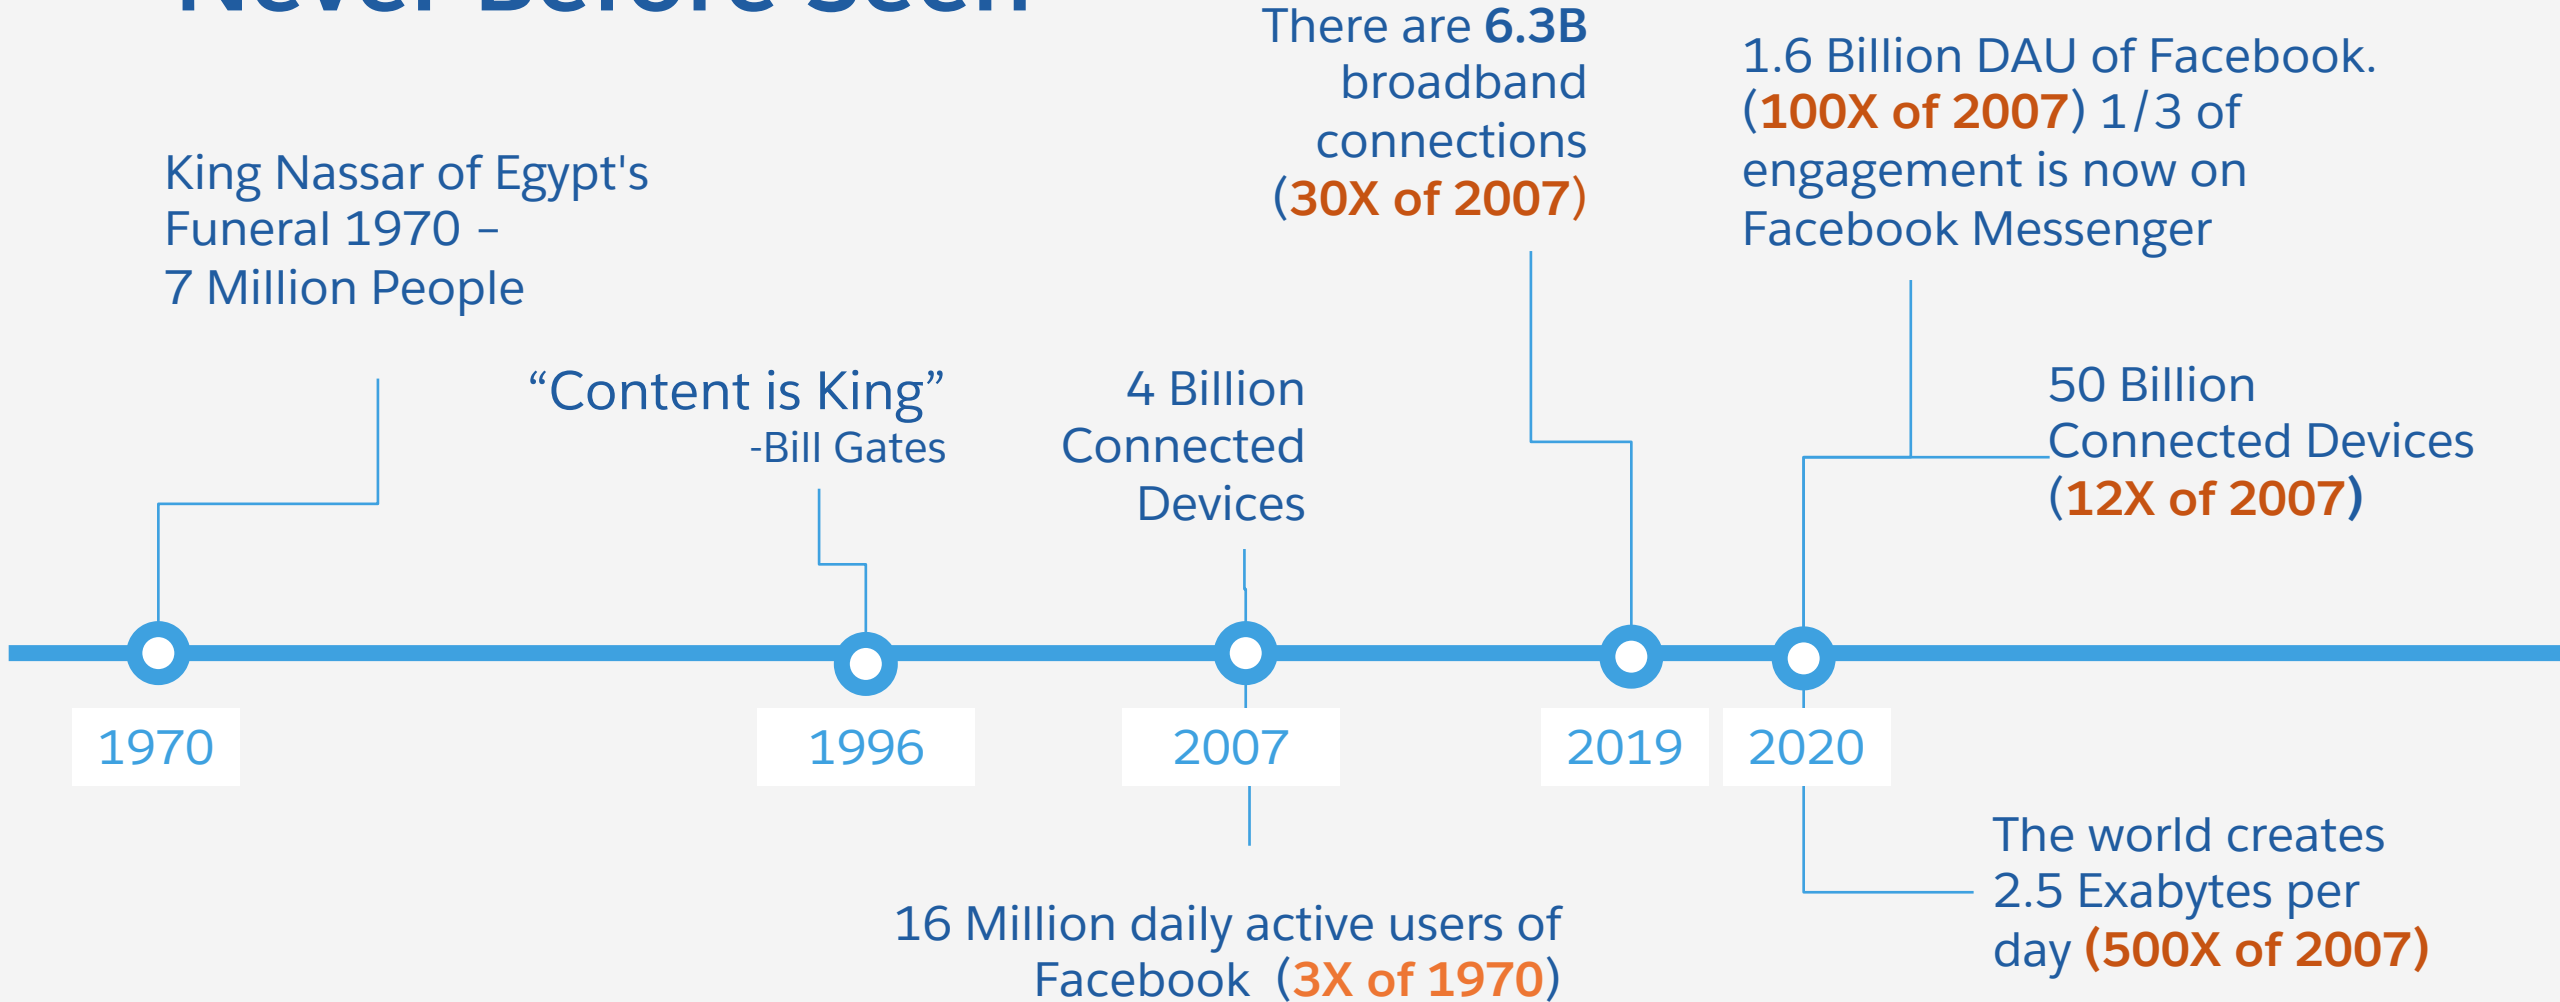 Never Before Seen
King Nassar of Egypt's
Funeral 1970 –
7 Million People
“Content is King”
-Bill Gates
4 Billion
Connected
Devices
There are 6.3B
broadband
connections
(30X of 2007)
1.6 Billion DAU of Facebook.
(100X of 2007) 1/3 of
engagement is now on
Facebook Messenger
50 Billion
Connected Devices
(12X of 2007)
1970
1996
2007
2019
2020
16 Million daily active users of
Facebook (3X of 1970)
The world creates
2.5 Exabytes per
day (500X of 2007)